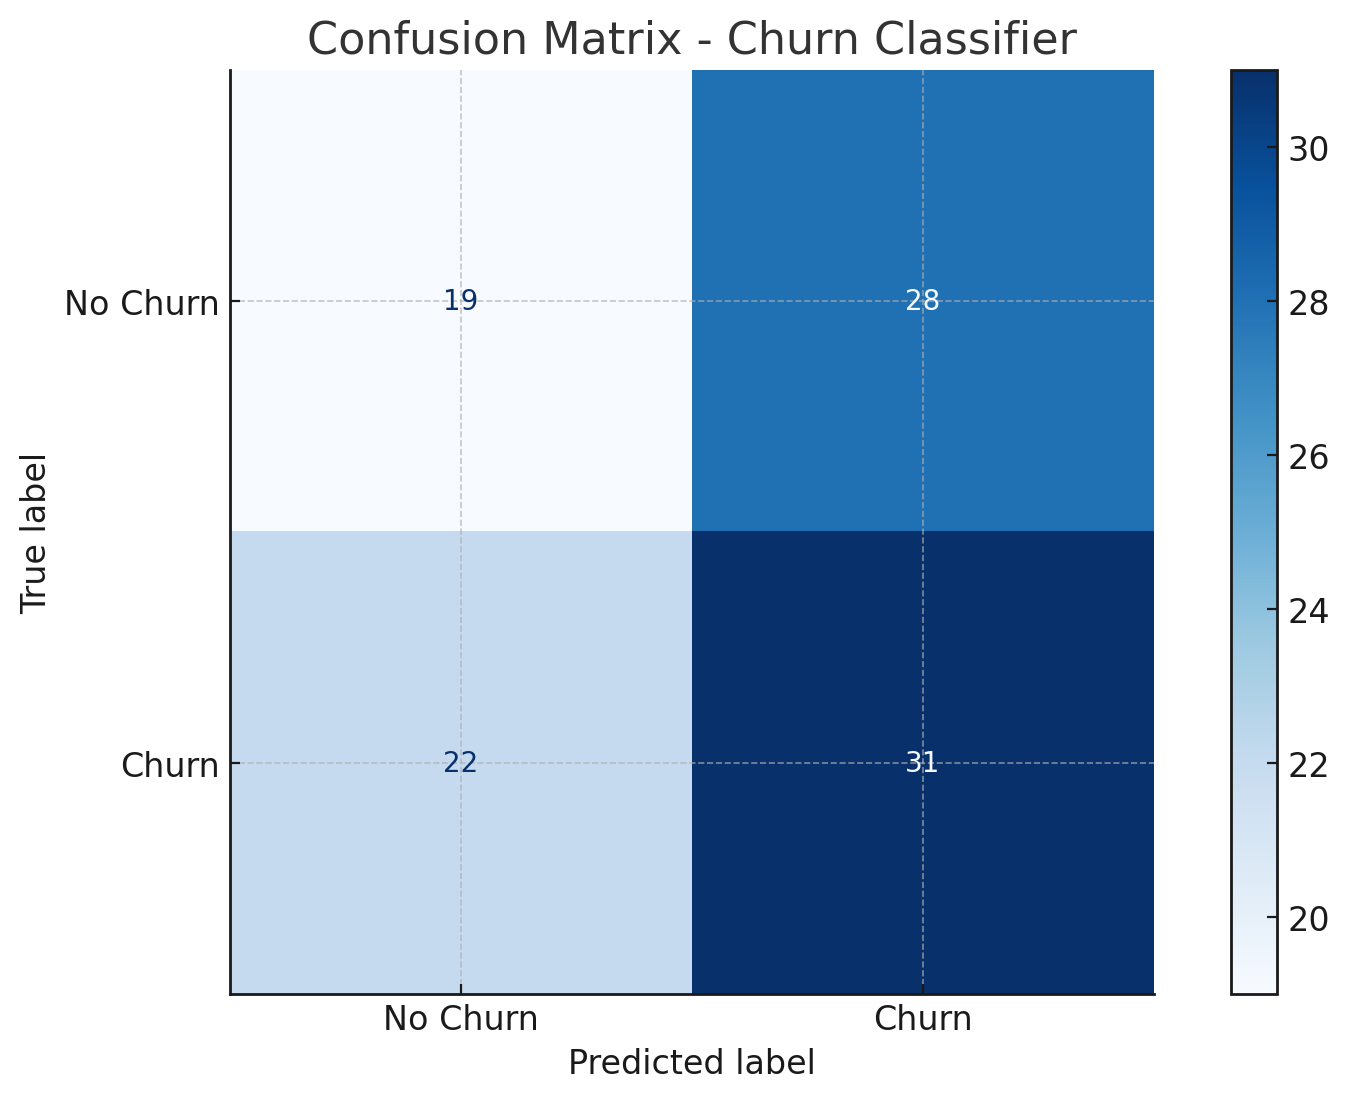 Confusion Matrix - Churn Classifier
No Churn
19
28
Churn
22
31
No Churn
Churn
Predicted label
True label
30
28
26
24
22
20